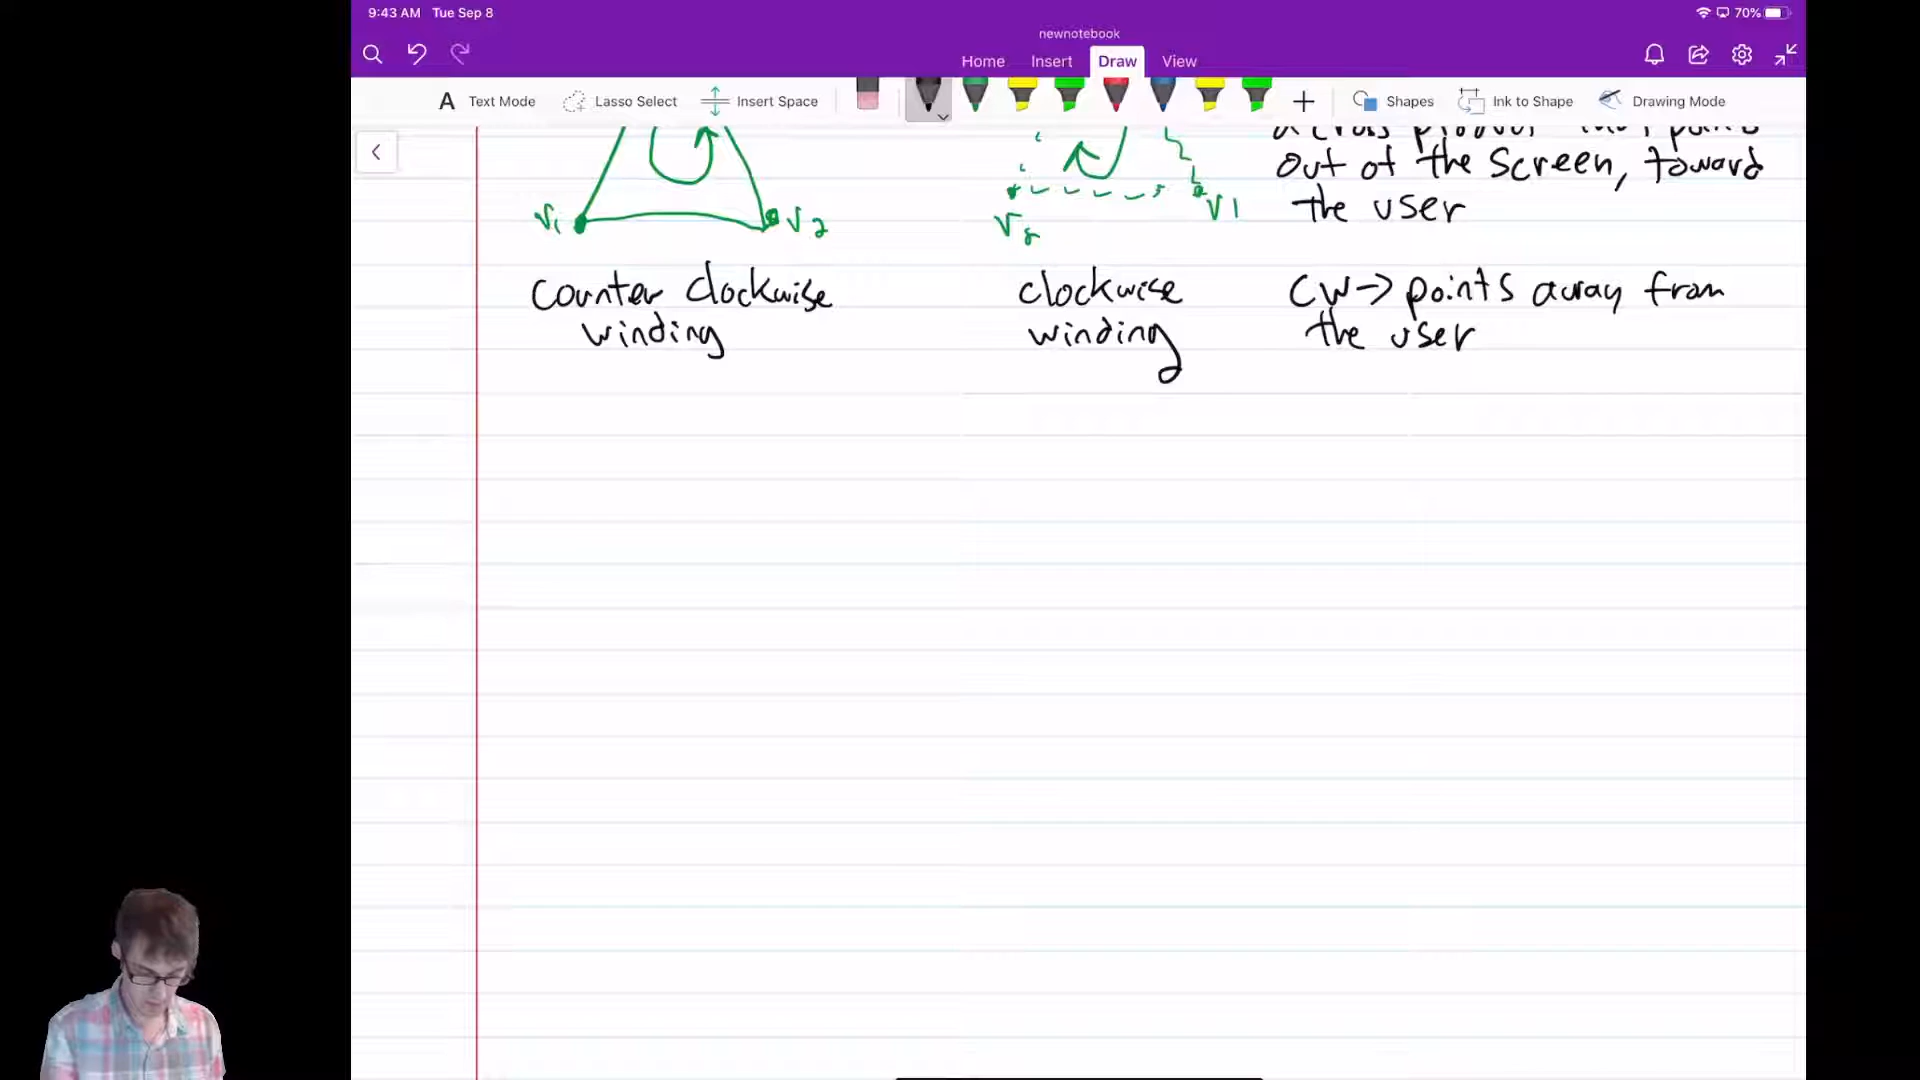 9:43 AM Tue Sep 8
70%
newnotebook
Home Insert Draw View
A Text Mode Lasso Select Insert Space Shapes Ink to Shape Drawing Mode
out of the screen, toward
the user
V1 V2
V1
counter clockwise
winding
clockwise
winding
CW -> points away from
the user